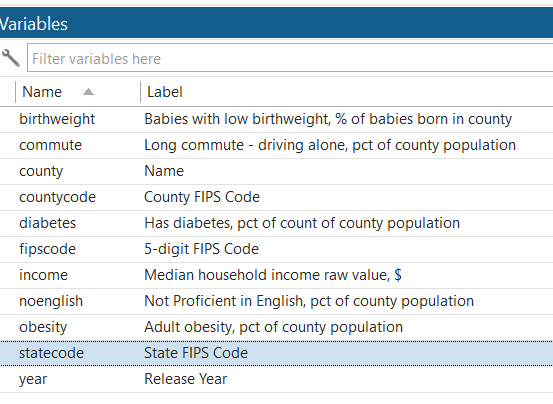 Variables
Filter variables here
Name Label
birthweight Babies with low birthweight, % of babies born in county
commute Long commute - driving alone, pct of county population
county Name
countycode County FIPS Code
diabetes Has diabetes, pct of count of county population
fipscode 5-digit FIPS Code
income Median household income raw value, $
noenglish Not Proficient in English, pct of county population
obesity Adult obesity, pct of county population
statecode State FIPS Code
year Release Year